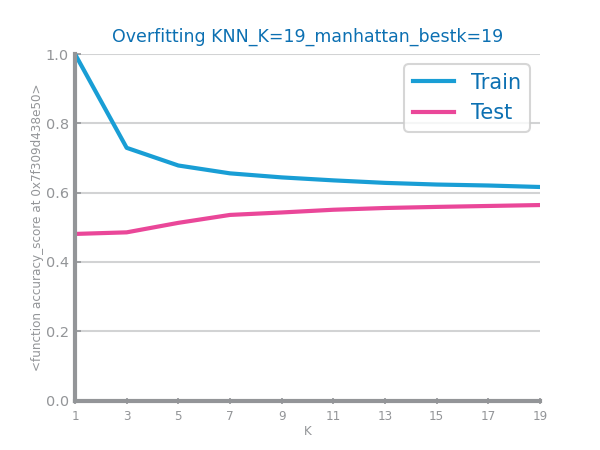 Overfitting KNN_K=19_manhattan_bestk=19
<function accuracy_score at 0x7f309d438e50>
1.0
0.8
0.6
0.4
0.2
0.0
Train
Test
1 3 5 7 9 11 13 15 17 19
K